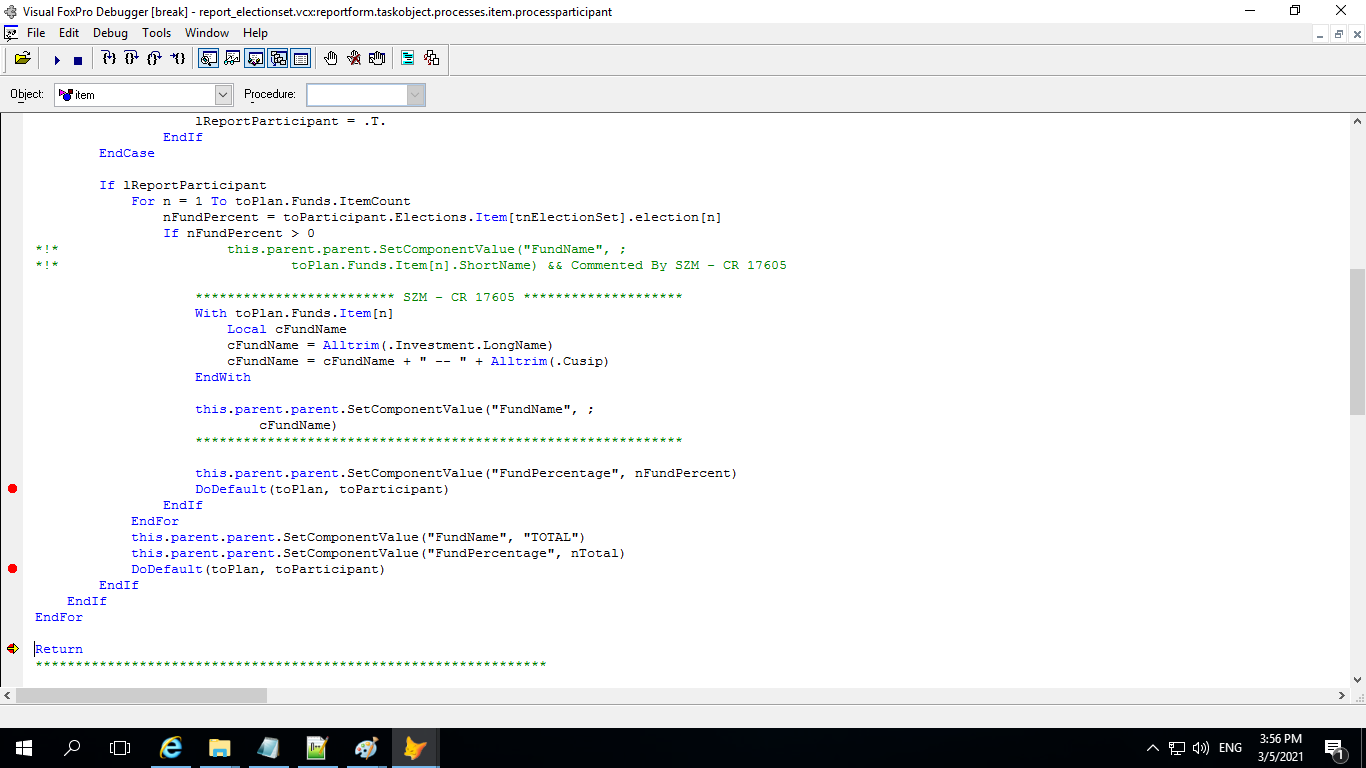 Visual FoxPro Debugger [break] - report_electionset.vcx:reportform.taskobject.processes.item.processparticipant
File Edit Debug Tools Window Help
Object: item Procedure:
lReportParticipant = .T.
EndIf
EndCase
If lReportParticipant
For n = 1 To toPlan.Funds.ItemCount
nFundPercent = toParticipant.Elections.Item[tnElectionSet].election[n]
If nFundPercent > 0
*!* this.parent.parent.SetComponentValue("FundName", ;
*!* toPlan.Funds.Item[n].ShortName) && Commented By SZM - CR 17605
************************* SZM - CR 17605 ********************
With toPlan.Funds.Item[n]
Local cFundName
cFundName = Alltrim(.Investment.LongName)
cFundName = cFundName + " -- " + Alltrim(.Cusip)
EndWith
this.parent.parent.SetComponentValue("FundName", ;
cFundName)
*************************************************************
this.parent.parent.SetComponentValue("FundPercentage", nFundPercent)
DoDefault(toPlan, toParticipant)
EndIf
EndFor
this.parent.parent.SetComponentValue("FundName", "TOTAL")
this.parent.parent.SetComponentValue("FundPercentage", nTotal)
DoDefault(toPlan, toParticipant)
EndIf
EndIf
EndFor
Return
****************************************************************
ENG
3:56 PM
3/5/2021
1